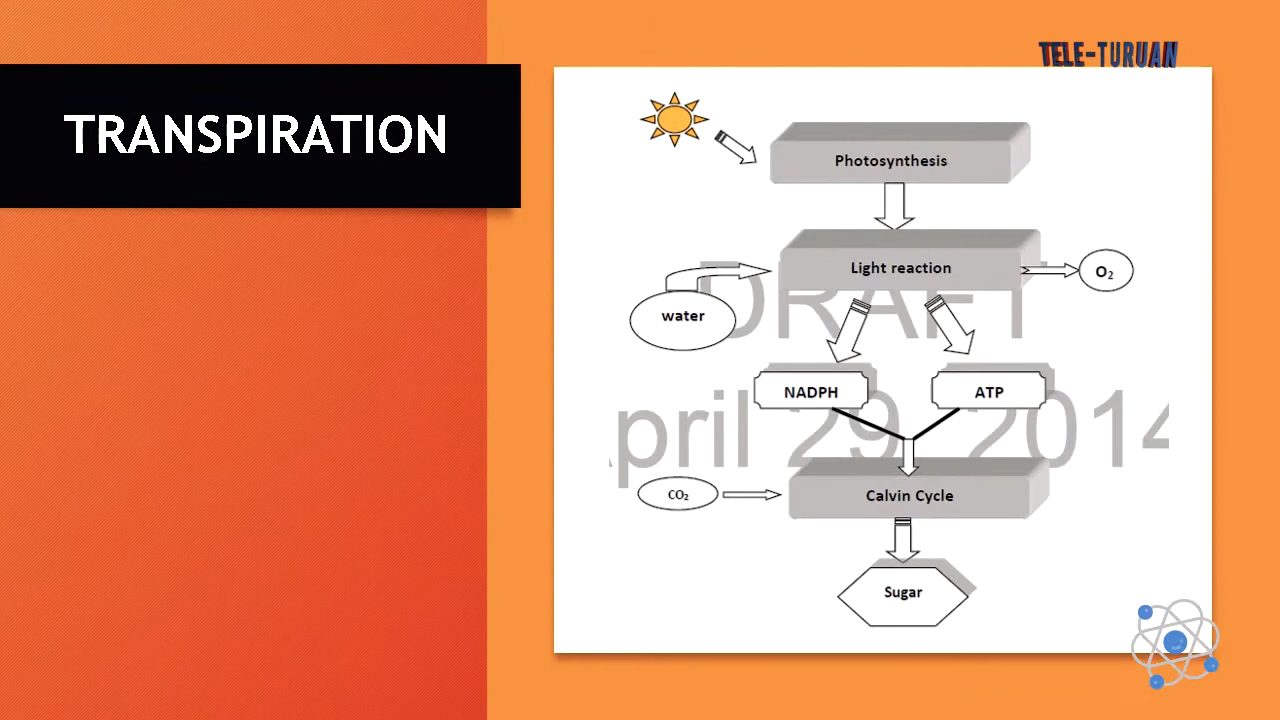 TELE-TURUAN
TRANSPIRATION
Photosynthesis
Light reaction
O₂
water
DRAFT
NADPH
ATP
April 29, 2014
CO₂
Calvin Cycle
Sugar